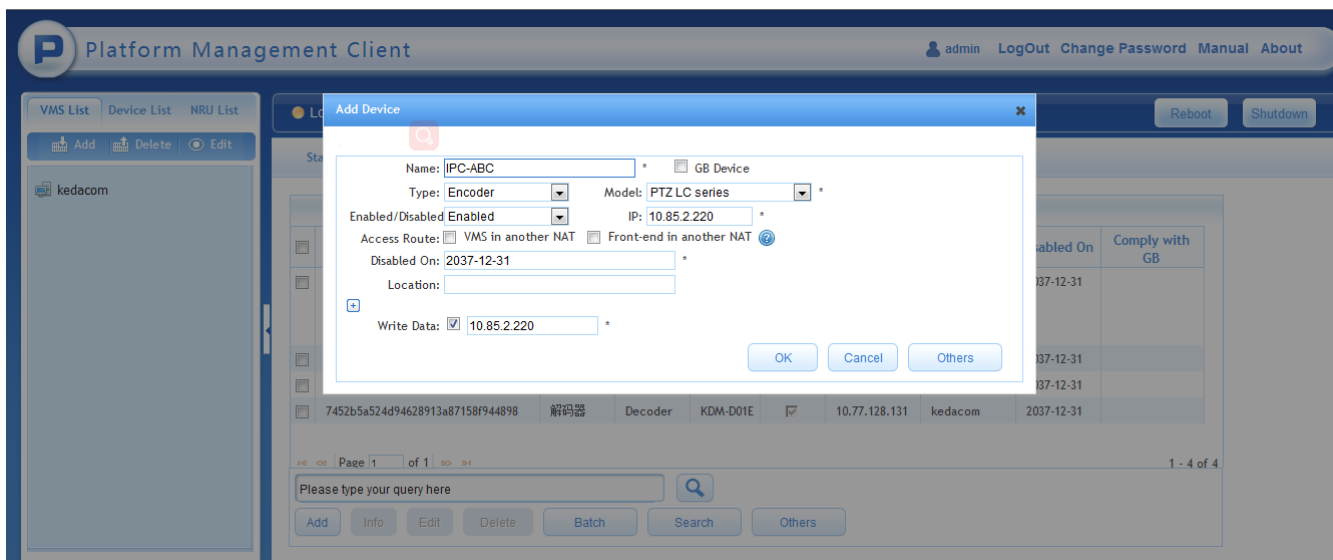 P Platform Management Client admin LogOut Change Password Manual About
VMS List Device List NRU List
Add Delete Edit
kedacom
Reboot Shutdown
Add Device
Name: IPC-ABC * GB Device
Type: Encoder Model: PTZ LC series *
Enabled/Disabled Enabled IP: 10.85.2.220 *
Access Route: VMS in another NAT Front-end in another NAT ?
Disabled On: 2037-12-31 *
Location:
+
Write Data: 10.85.2.220 *
OK Cancel Others
Lo
Sta
abled On Comply with GB
037-12-31
037-12-31
037-12-31
7452b5a524d94628913a87158f944898 解码器 Decoder KDM-D01E 10.77.128.131 kedacom 2037-12-31
Page 1 of 1 1 - 4 of 4
Please type your query here
Add Info Edit Delete Batch Search Others